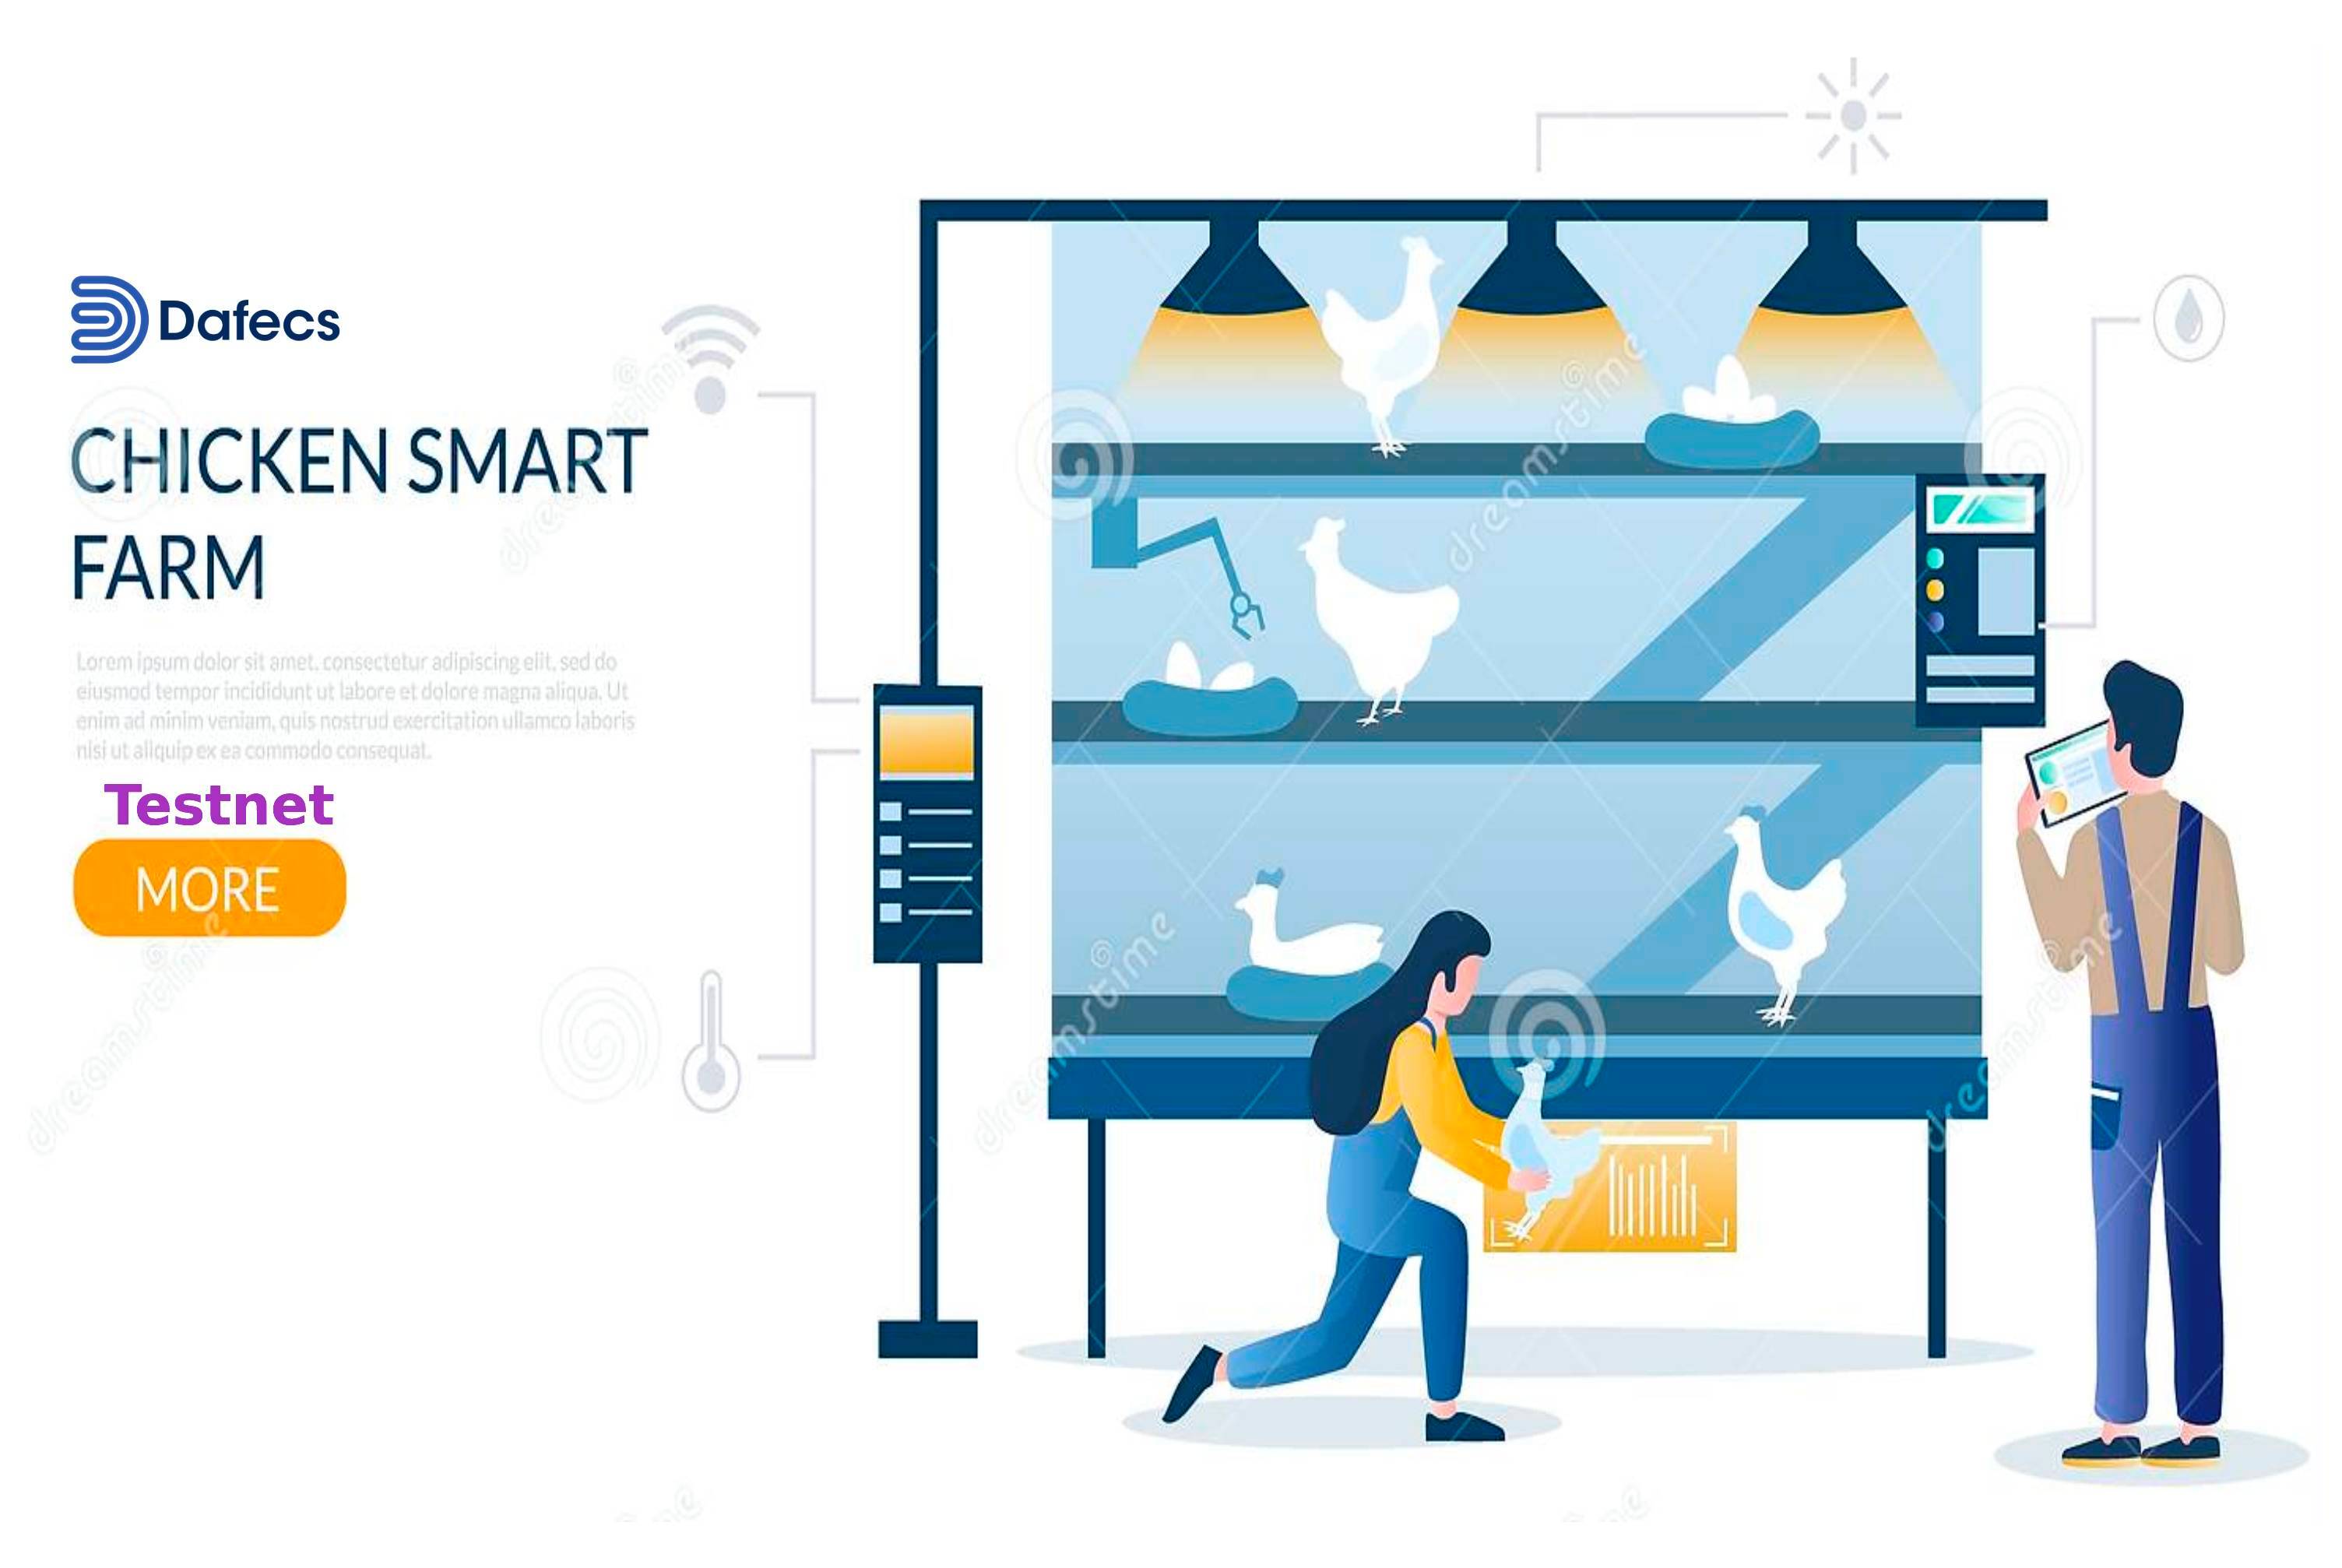 Dafecs
CHICKEN SMART
FARM
Lorem ipsum dolor sit amet, consectetur adipiscing elit, sed do
eiusmod tempor incididunt ut labore et dolore magna aliqua. Ut
enim ad minim veniam, quis nostrud exercitation ullamco laboris
nisi ut aliquip ex ea commodo consequat.
Testnet
MORE
dreamstime
dreamstime
dreamstime
dreamstime
dreamstime